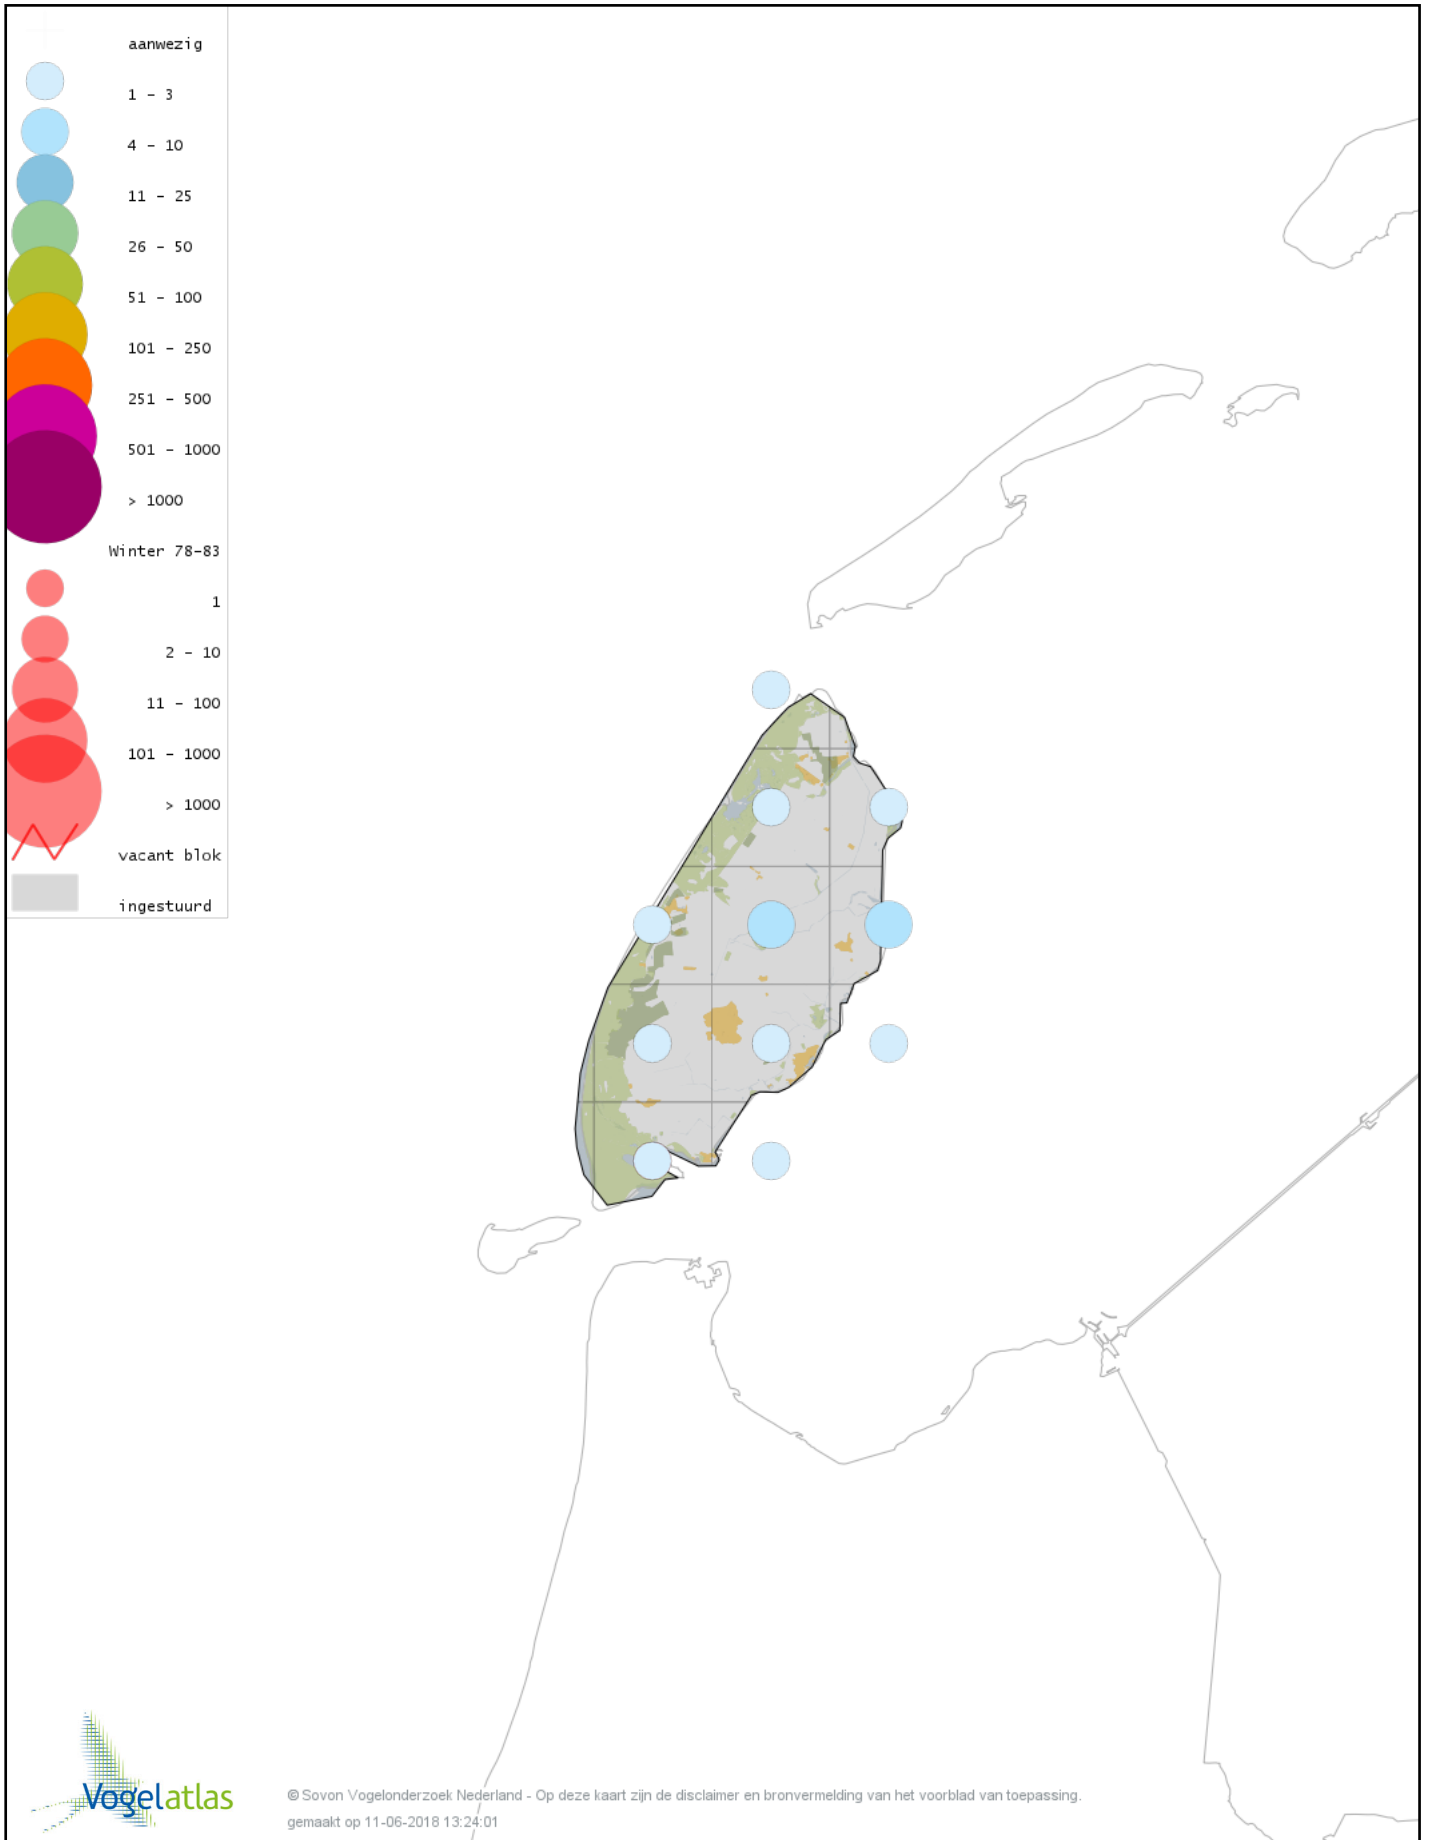 aanwezig
1 - 3
4 - 10
11 - 25
26 - 50
51 - 100
101 - 250
251 - 500
501 - 1000
> 1000
Winter 78-83
1
2 - 10
11 - 100
101 - 1000
> 1000
vacant blok
ingestuurd
Vogelatlas
© Sovon Vogelonderzoek Nederland - Op deze kaart zijn de disclaimer en bronvermelding van het voorblad van toepassing.
gemaakt op 11-06-2018 13:24:01